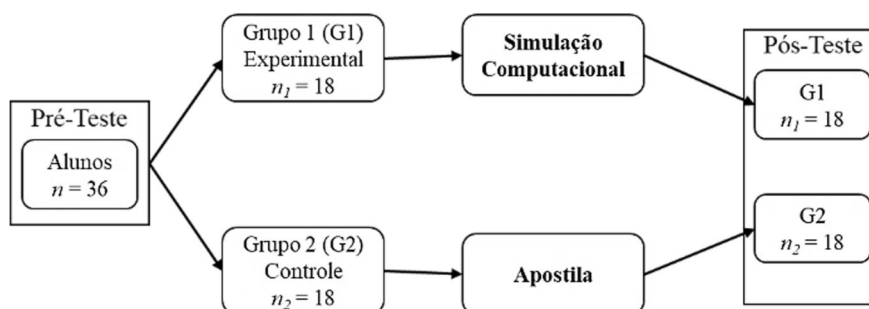 Pré-Teste
Alunos
n = 36
Grupo 1 (G1)
Experimental
n₁ = 18
Simulação
Computacional
Grupo 2 (G2)
Controle
n₂ = 18
Apostila
Pós-Teste
G1
n₁ = 18
G2
n₂ = 18